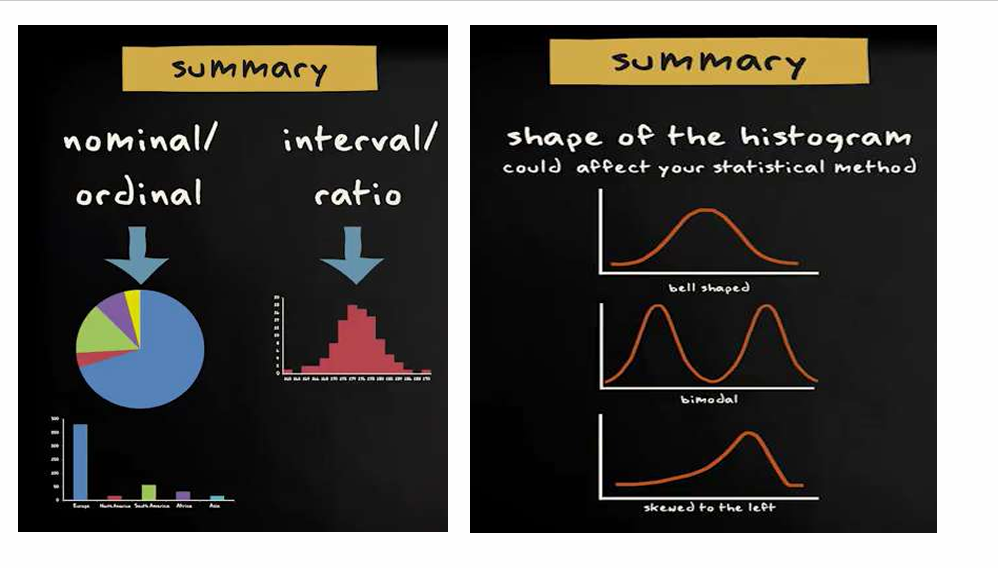 summary
nominal/
ordinal
interval/
ratio
Europe North America South America Africa Asia
summary
shape of the histogram
could affect your statistical method
bell shaped
bimodal
skewed to the left